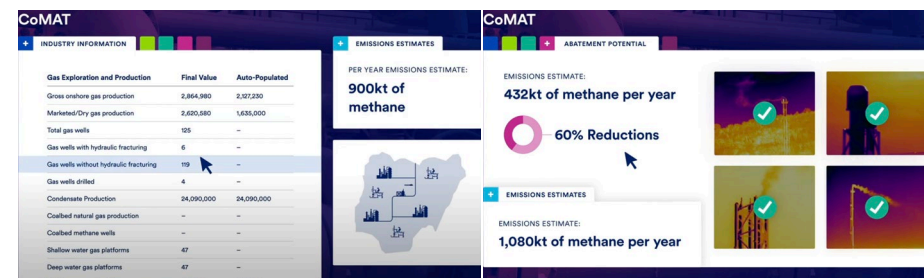 CoMAT
+ INDUSTRY INFORMATION
Gas Exploration and Production Final Value Auto-Populated
Gross onshore gas production 2,864,980 2,127,230
Marketed/Dry gas production 2,620,580 1,635,000
Total gas wells 125 –
Gas wells with hydraulic fracturing 6 –
Gas wells without hydraulic fracturing 119 –
Gas wells drilled 4 –
Condensate Production 24,090,000 24,090,000
Coalbed natural gas production – –
Coalbed methane wells – –
Shallow water gas platforms 47 –
Deep water gas platforms 47 –
+ EMISSIONS ESTIMATES
PER YEAR EMISSIONS ESTIMATE:
900kt of
methane
CoMAT
+ ABATEMENT POTENTIAL
EMISSIONS ESTIMATE:
432kt of methane per year
60% Reductions
+ EMISSIONS ESTIMATES
EMISSIONS ESTIMATE:
1,080kt of methane per year